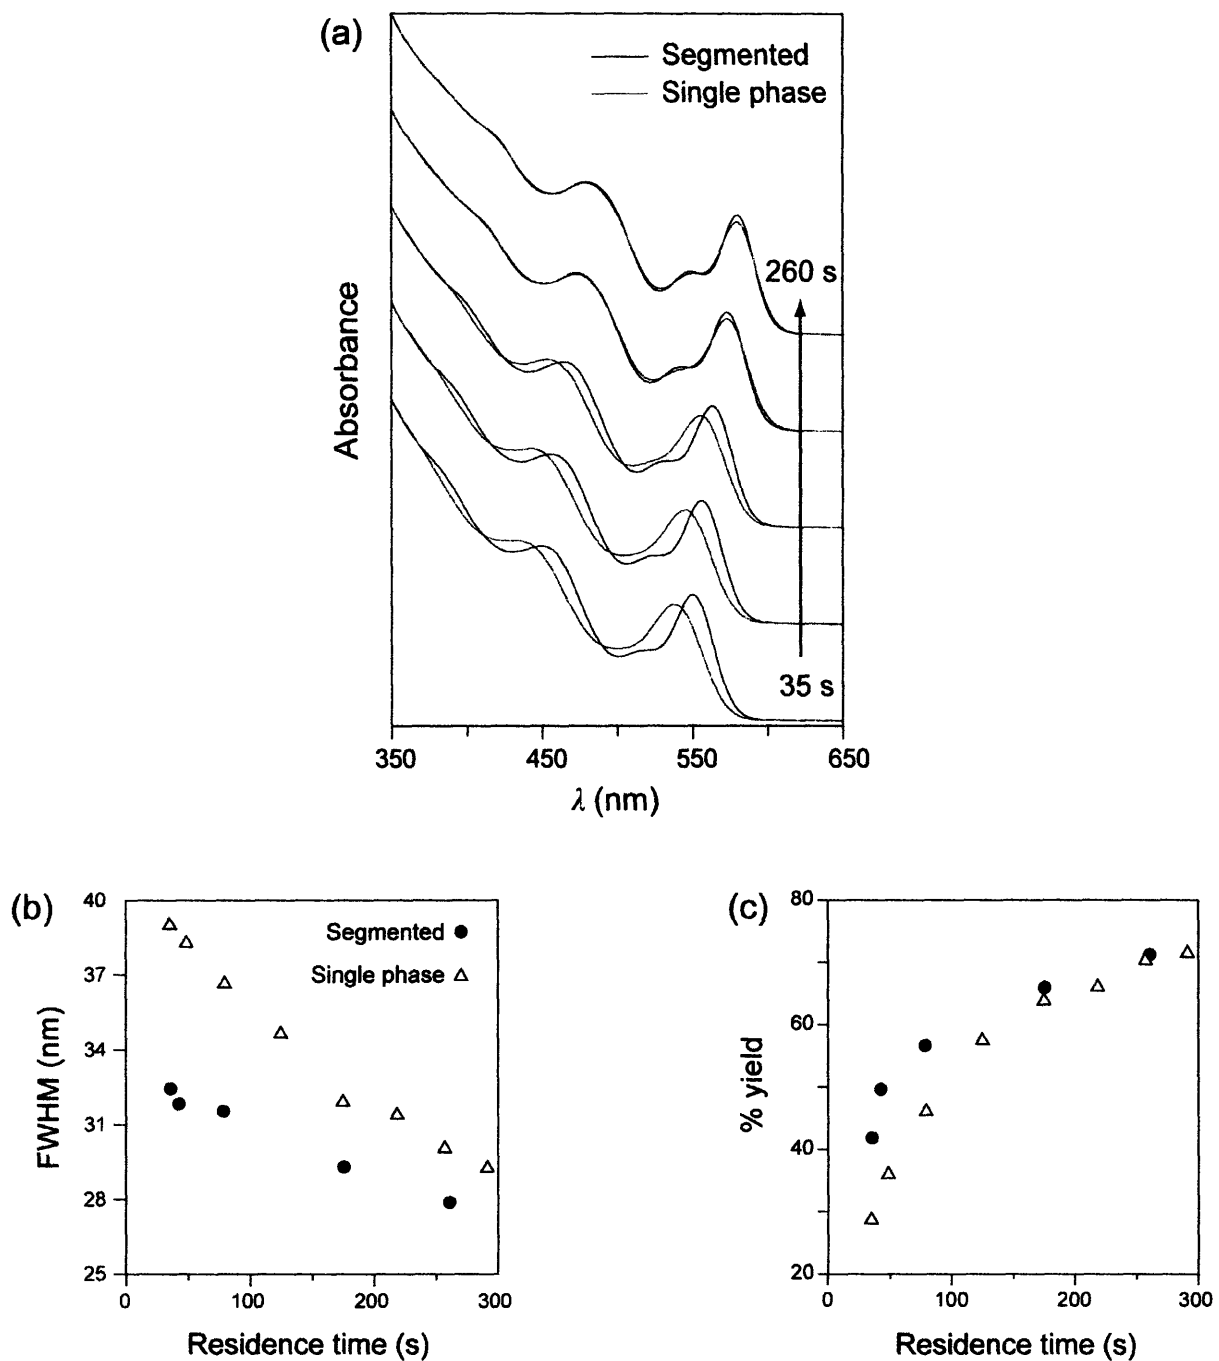 (a)
Segmented
Single phase
260 s
35 s
Absorbance
350 450 550 650
λ (nm)
(b)
40
37
34
31
28
25
Segmented
Single phase
FWHM (nm)
0 100 200 300
Residence time (s)
(c)
80
60
40
20
% yield
0 100 200 300
Residence time (s)